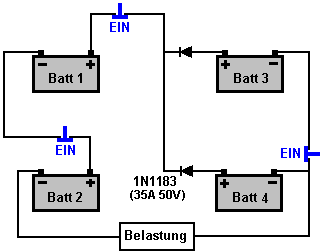 EIN
− +
Batt 1
+ −
Batt 3
EIN
EIN
− +
Batt 2
1N1183
(35A 50V)
+ −
Batt 4
Belastung